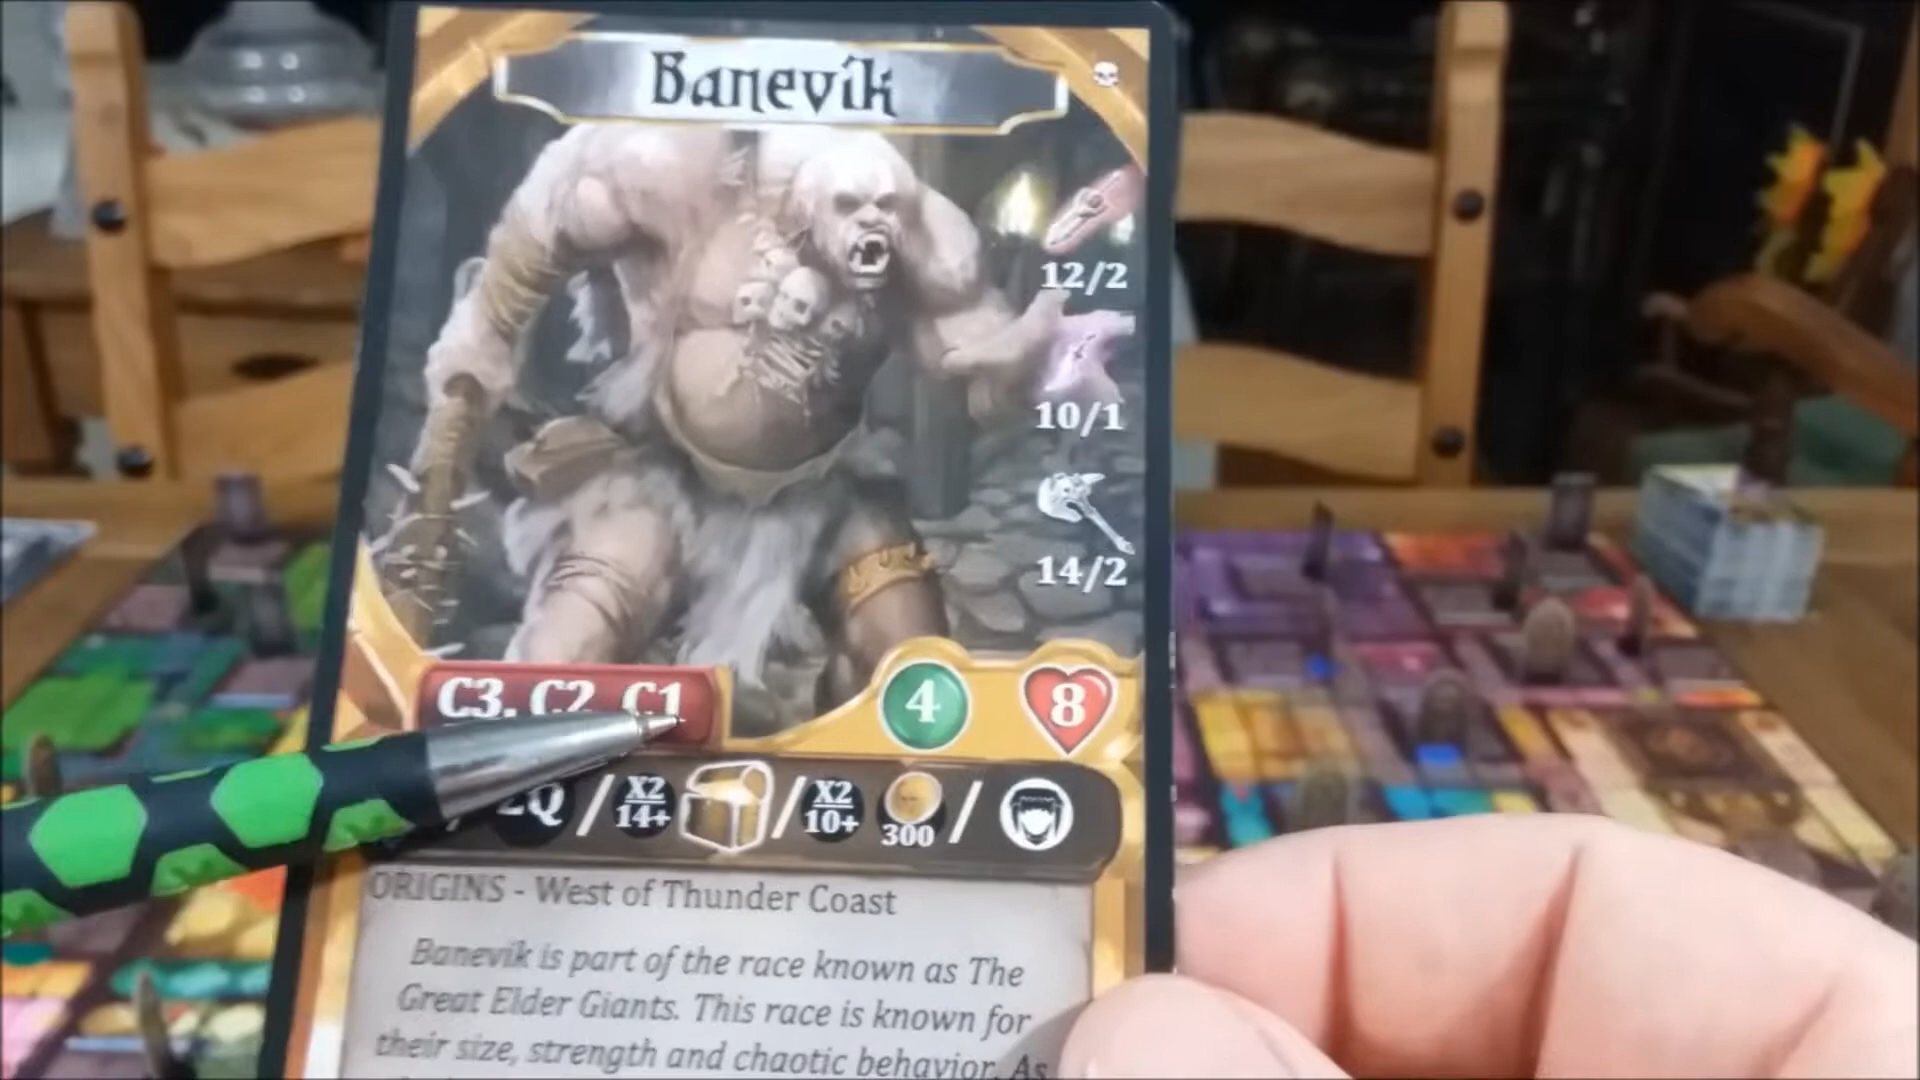 Banevik
12/2
10/1
14/2
C3, C2, C1
4
8
2Q / X2 14+ / X2 10+ 300 /
ORIGINS - West of Thunder Coast
Banevik is part of the race known as The
Great Elder Giants. This race is known for
their size, strength and chaotic behavior. As